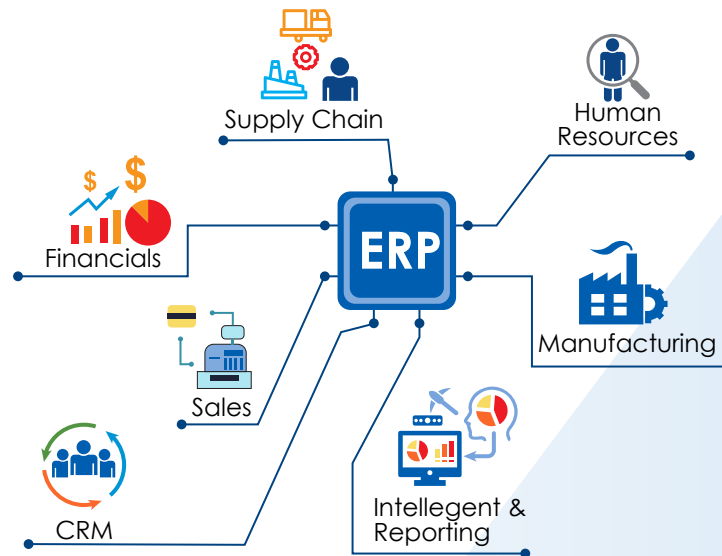 Supply Chain
Human
Resources
$ $
Financials
ERP
Manufacturing
Sales
Intellegent &
Reporting
CRM